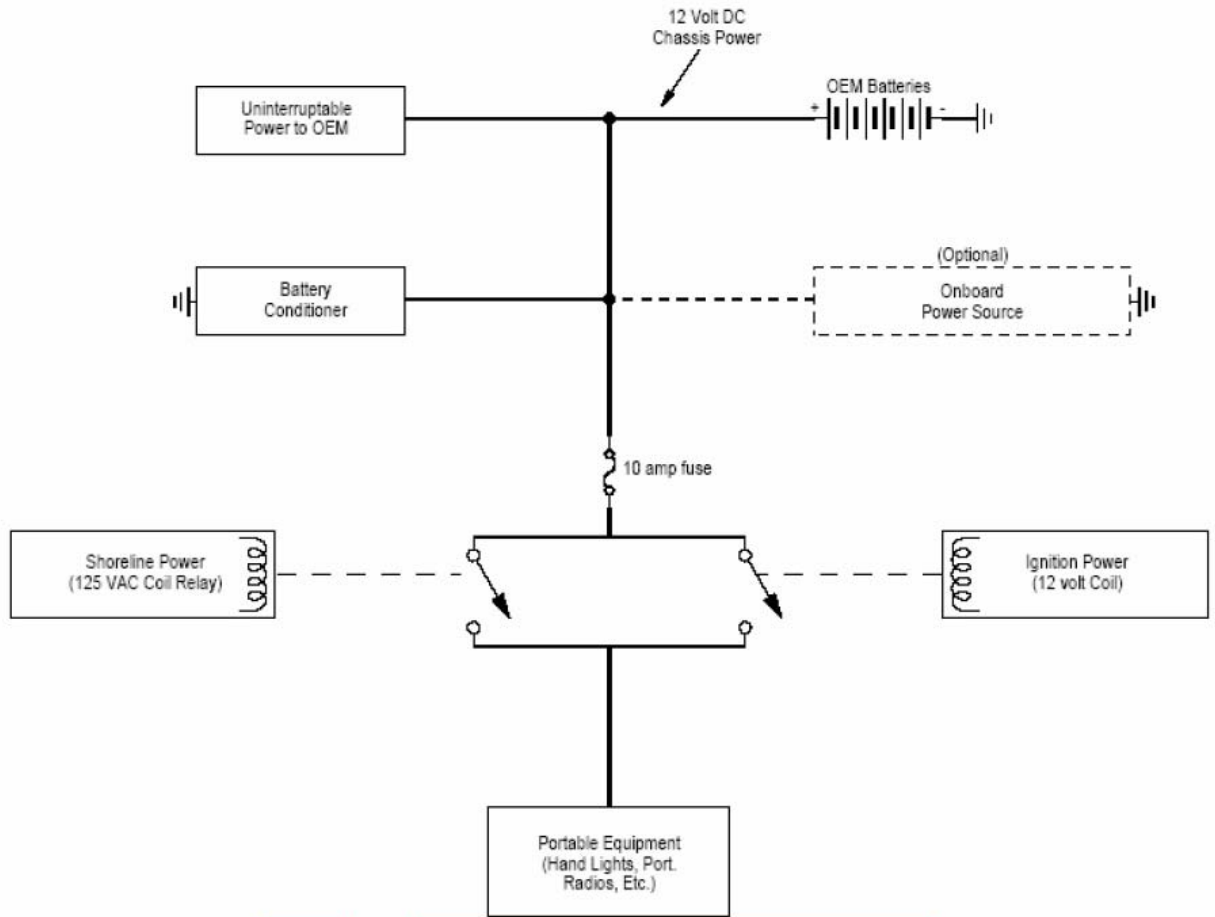 12 Volt DC
Chassis Power
OEM Batteries
+ -
Uninterruptable
Power to OEM
(Optional)
Battery
Conditioner
Onboard
Power Source
10 amp fuse
Shoreline Power
(125 VAC Coil Relay)
Ignition Power
(12 volt Coil)
Portable Equipment
(Hand Lights, Port.
Radios, Etc.)